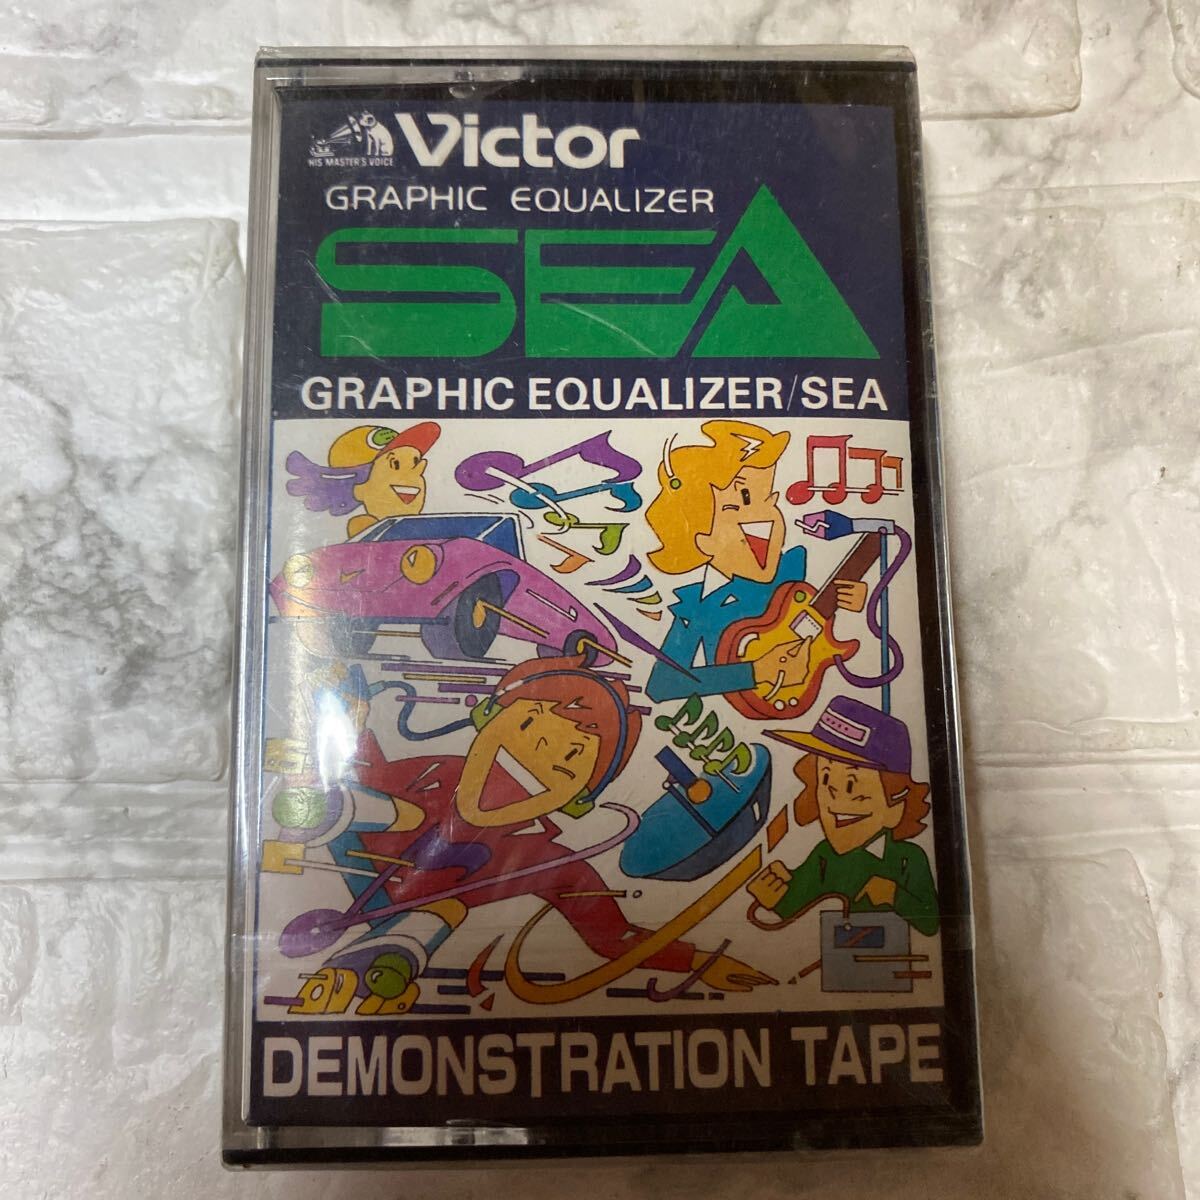 HIS MASTER'S VOICE
Victor
GRAPHIC EQUALIZER
SEA
GRAPHIC EQUALIZER/SEA
DEMONSTRATION TAPE